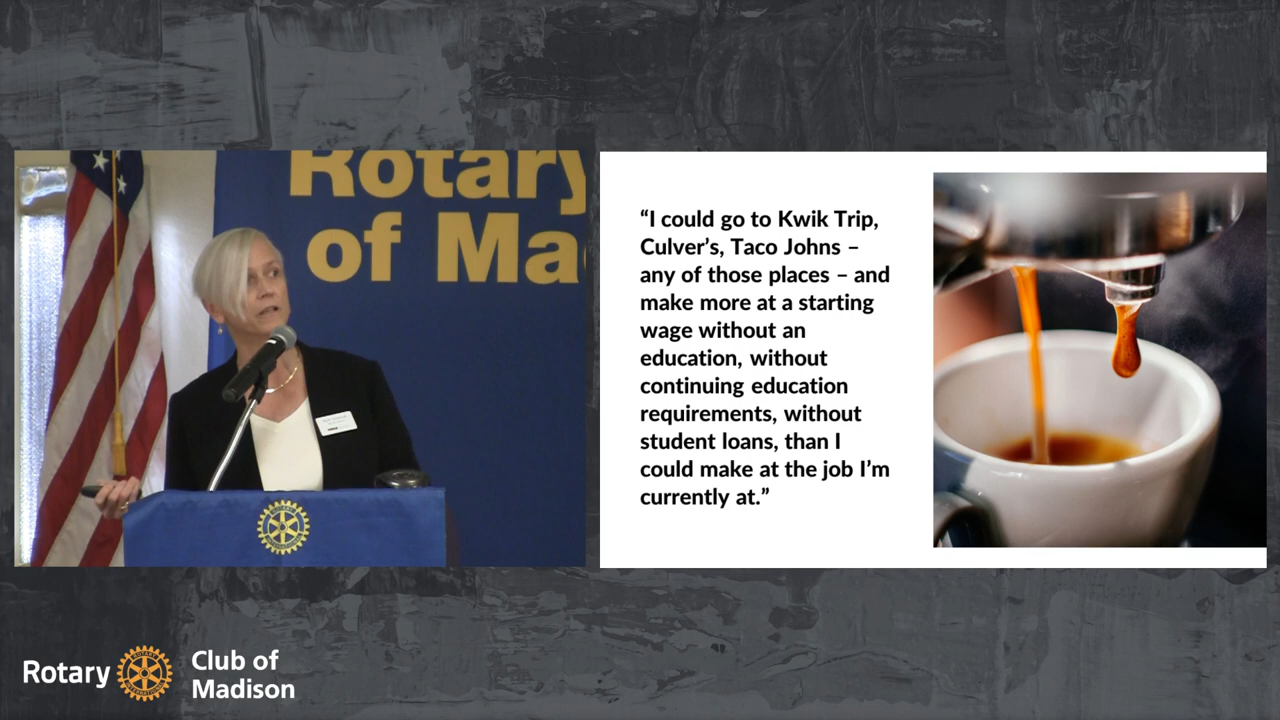 Rotary
of Ma
“I could go to Kwik Trip,
Culver’s, Taco Johns –
any of those places – and
make more at a starting
wage without an
education, without
continuing education
requirements, without
student loans, than I
could make at the job I’m
currently at.”
Rotary
Club of
Madison